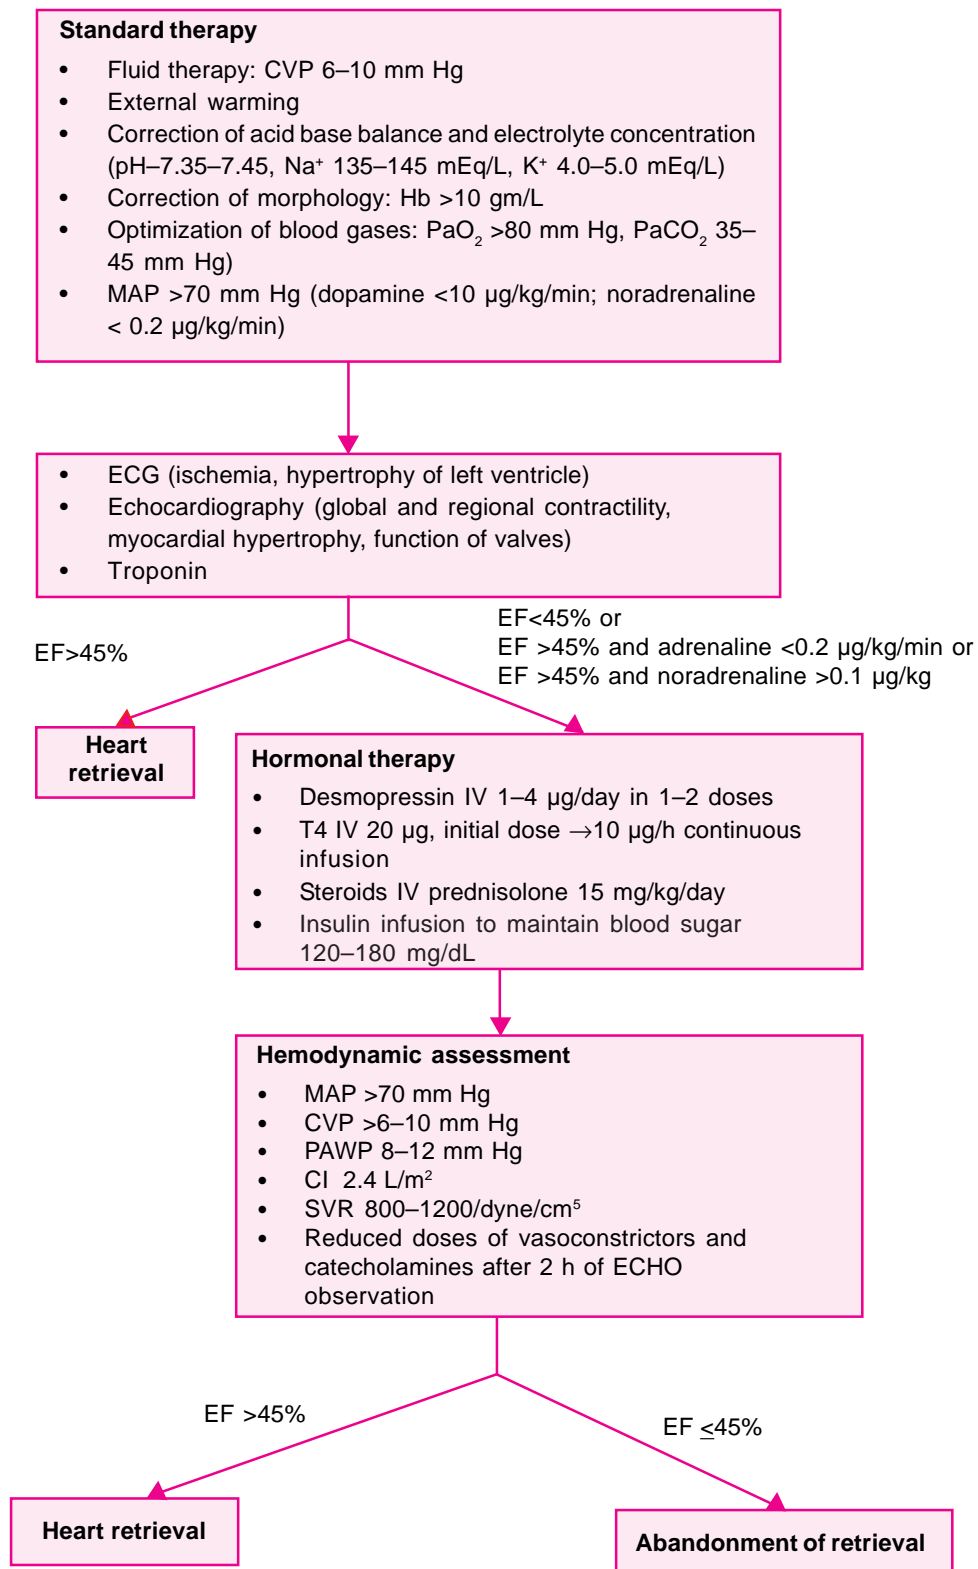 Standard therapy
• Fluid therapy: CVP 6–10 mm Hg
• External warming
• Correction of acid base balance and electrolyte concentration
(pH–7.35–7.45, Na⁺ 135–145 mEq/L, K⁺ 4.0–5.0 mEq/L)
• Correction of morphology: Hb >10 gm/L
• Optimization of blood gases: PaO₂ >80 mm Hg, PaCO₂ 35–
45 mm Hg)
• MAP >70 mm Hg (dopamine <10 µg/kg/min; noradrenaline
< 0.2 µg/kg/min)
• ECG (ischemia, hypertrophy of left ventricle)
• Echocardiography (global and regional contractility,
myocardial hypertrophy, function of valves)
• Troponin
EF>45%
EF<45% or
EF >45% and adrenaline <0.2 µg/kg/min or
EF >45% and noradrenaline >0.1 µg/kg
Heart
retrieval
Hormonal therapy
• Desmopressin IV 1–4 µg/day in 1–2 doses
• T4 IV 20 µg, initial dose →10 µg/h continuous
infusion
• Steroids IV prednisolone 15 mg/kg/day
• Insulin infusion to maintain blood sugar
120–180 mg/dL
Hemodynamic assessment
• MAP >70 mm Hg
• CVP >6–10 mm Hg
• PAWP 8–12 mm Hg
• CI 2.4 L/m²
• SVR 800–1200/dyne/cm⁵
• Reduced doses of vasoconstrictors and
catecholamines after 2 h of ECHO
observation
EF >45%
EF ≤45%
Heart retrieval
Abandonment of retrieval